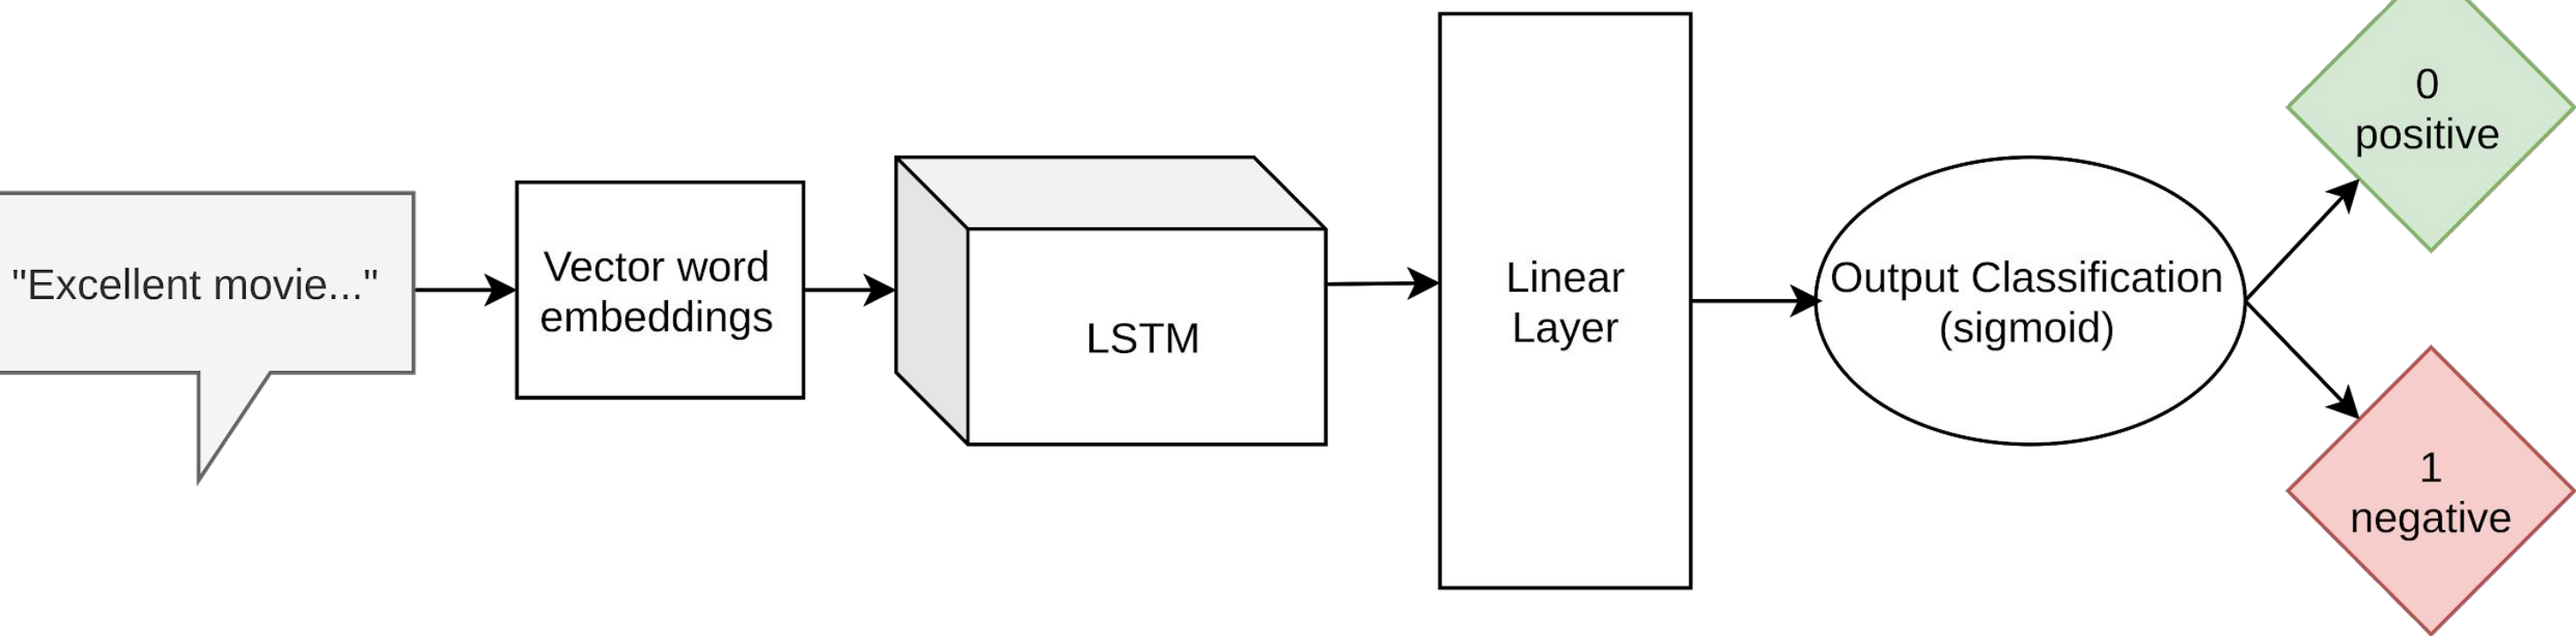 "Excellent movie..."
Vector word
embeddings
LSTM
Linear
Layer
Output Classification
(sigmoid)
0
positive
1
negative